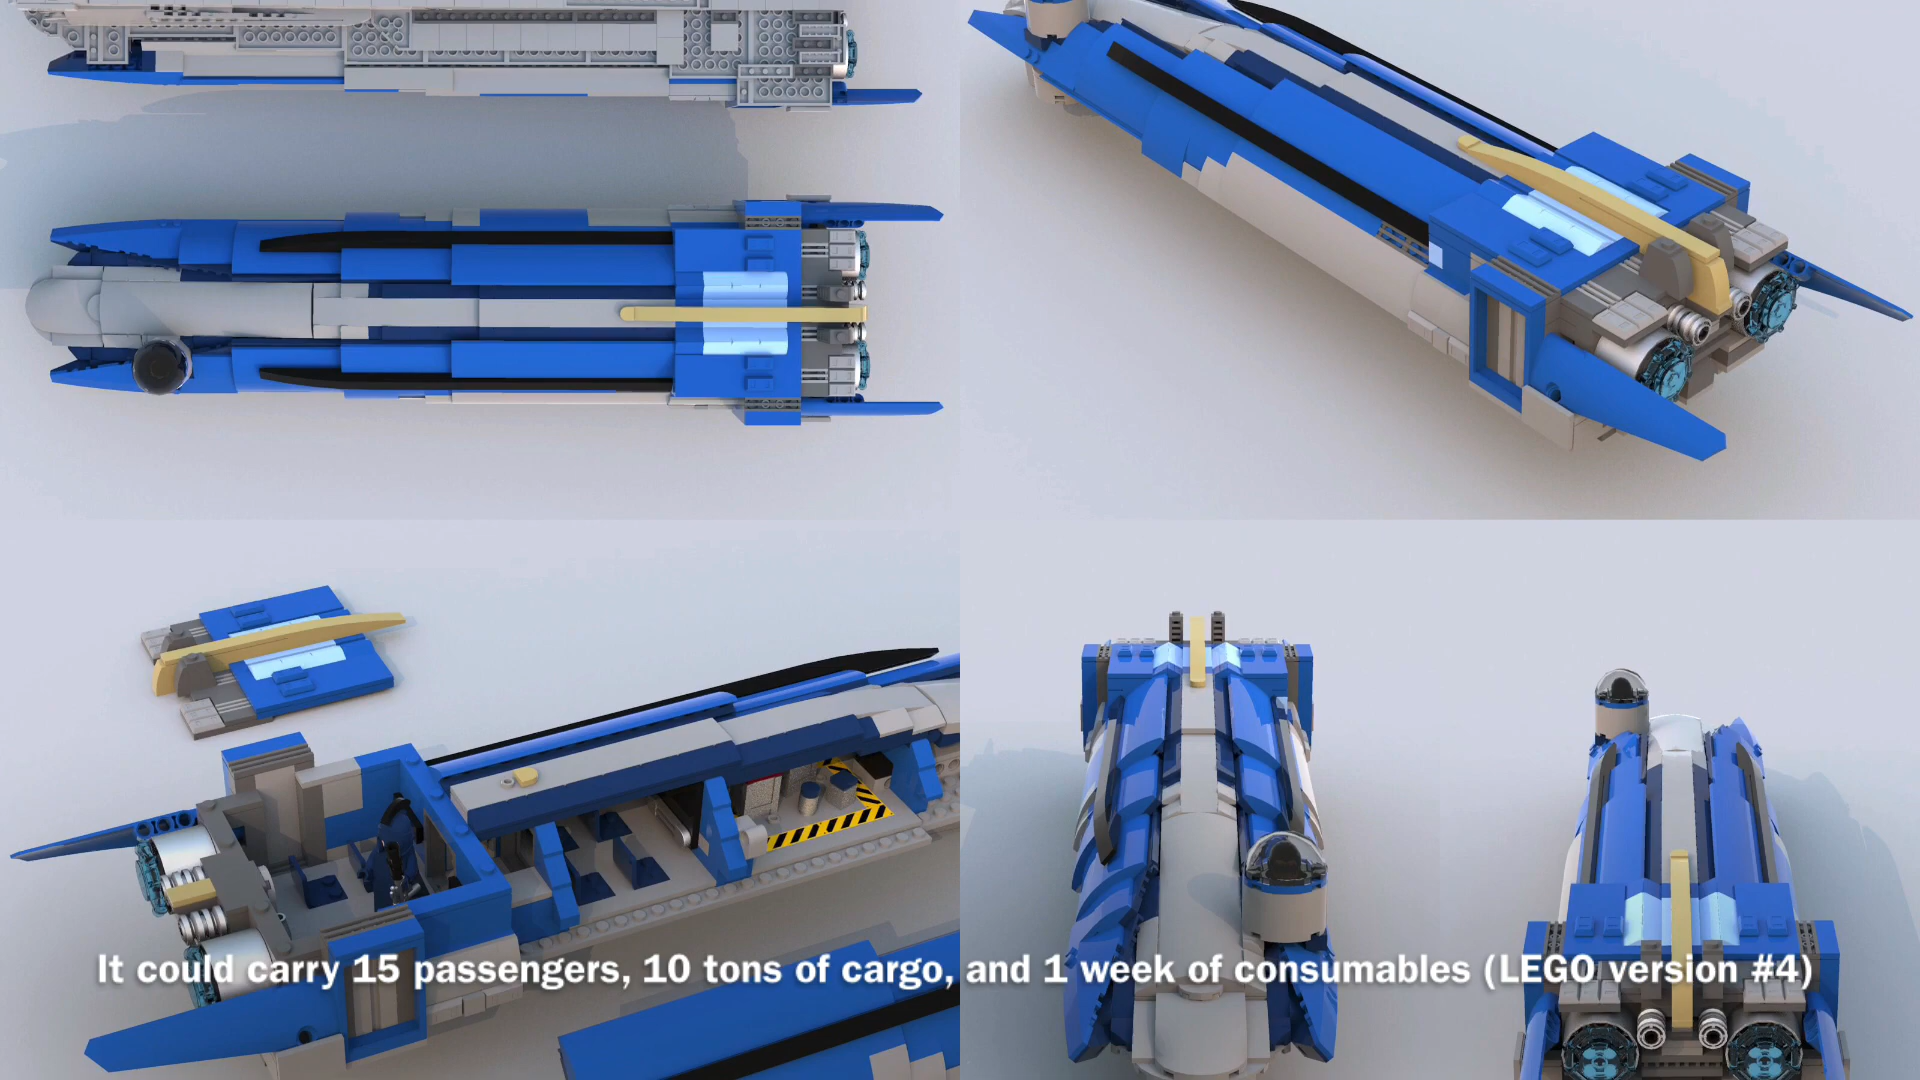 It could carry 15 passengers, 10 tons of cargo, and 1 week of consumables (LEGO version #4)